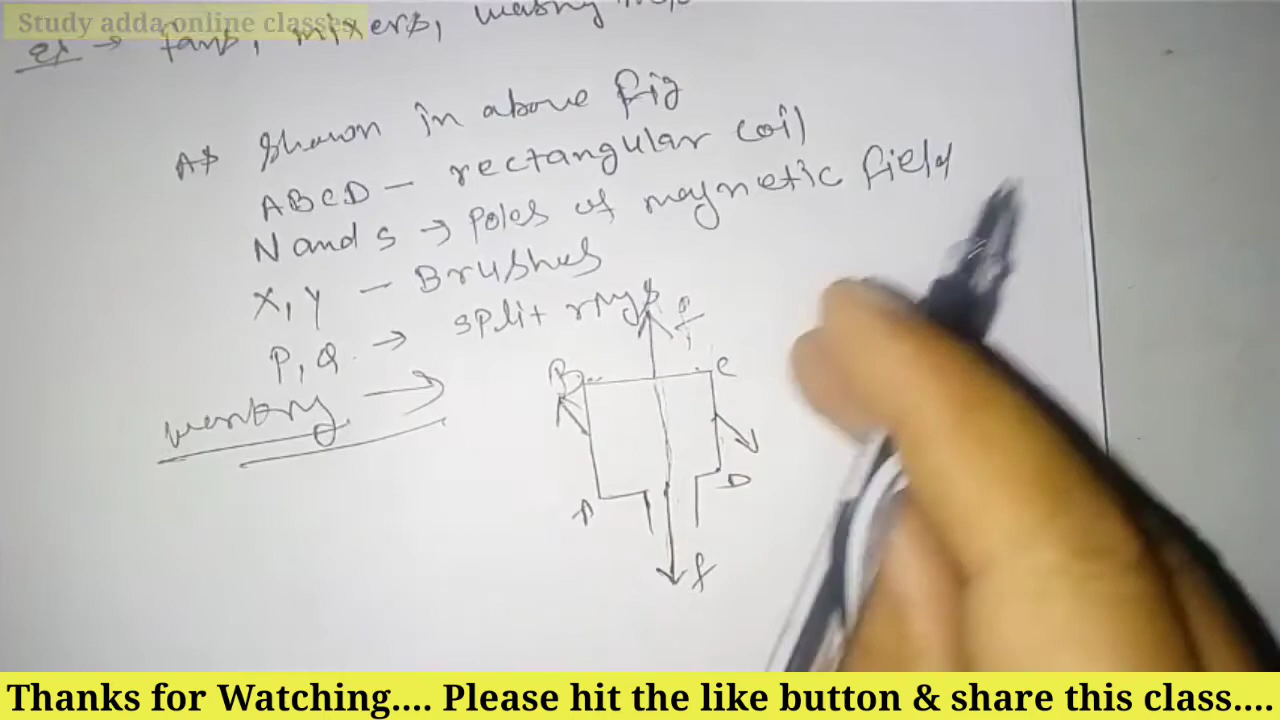 Study adda online classes
Ex → fans, mixers,
As Shown in above fig
ABCD — rectangular coil
N and S → Poles of magnetic field
X, Y — Brushes
P, Q → split rings
working →
B C
f
A D
f
Thanks for Watching.... Please hit the like button & share this class....